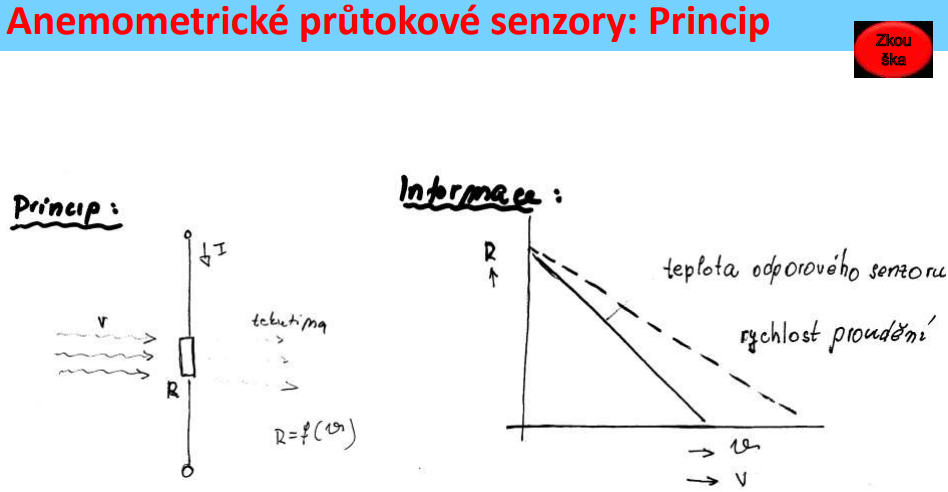 Anemometrické průtokové senzory: Princip
Zkou
ška
Princip:
I
v
tekutina
R
R=f(ϑ)
Informace:
R
teplota odporového senzoru
rychlost proudění
ϑ
v